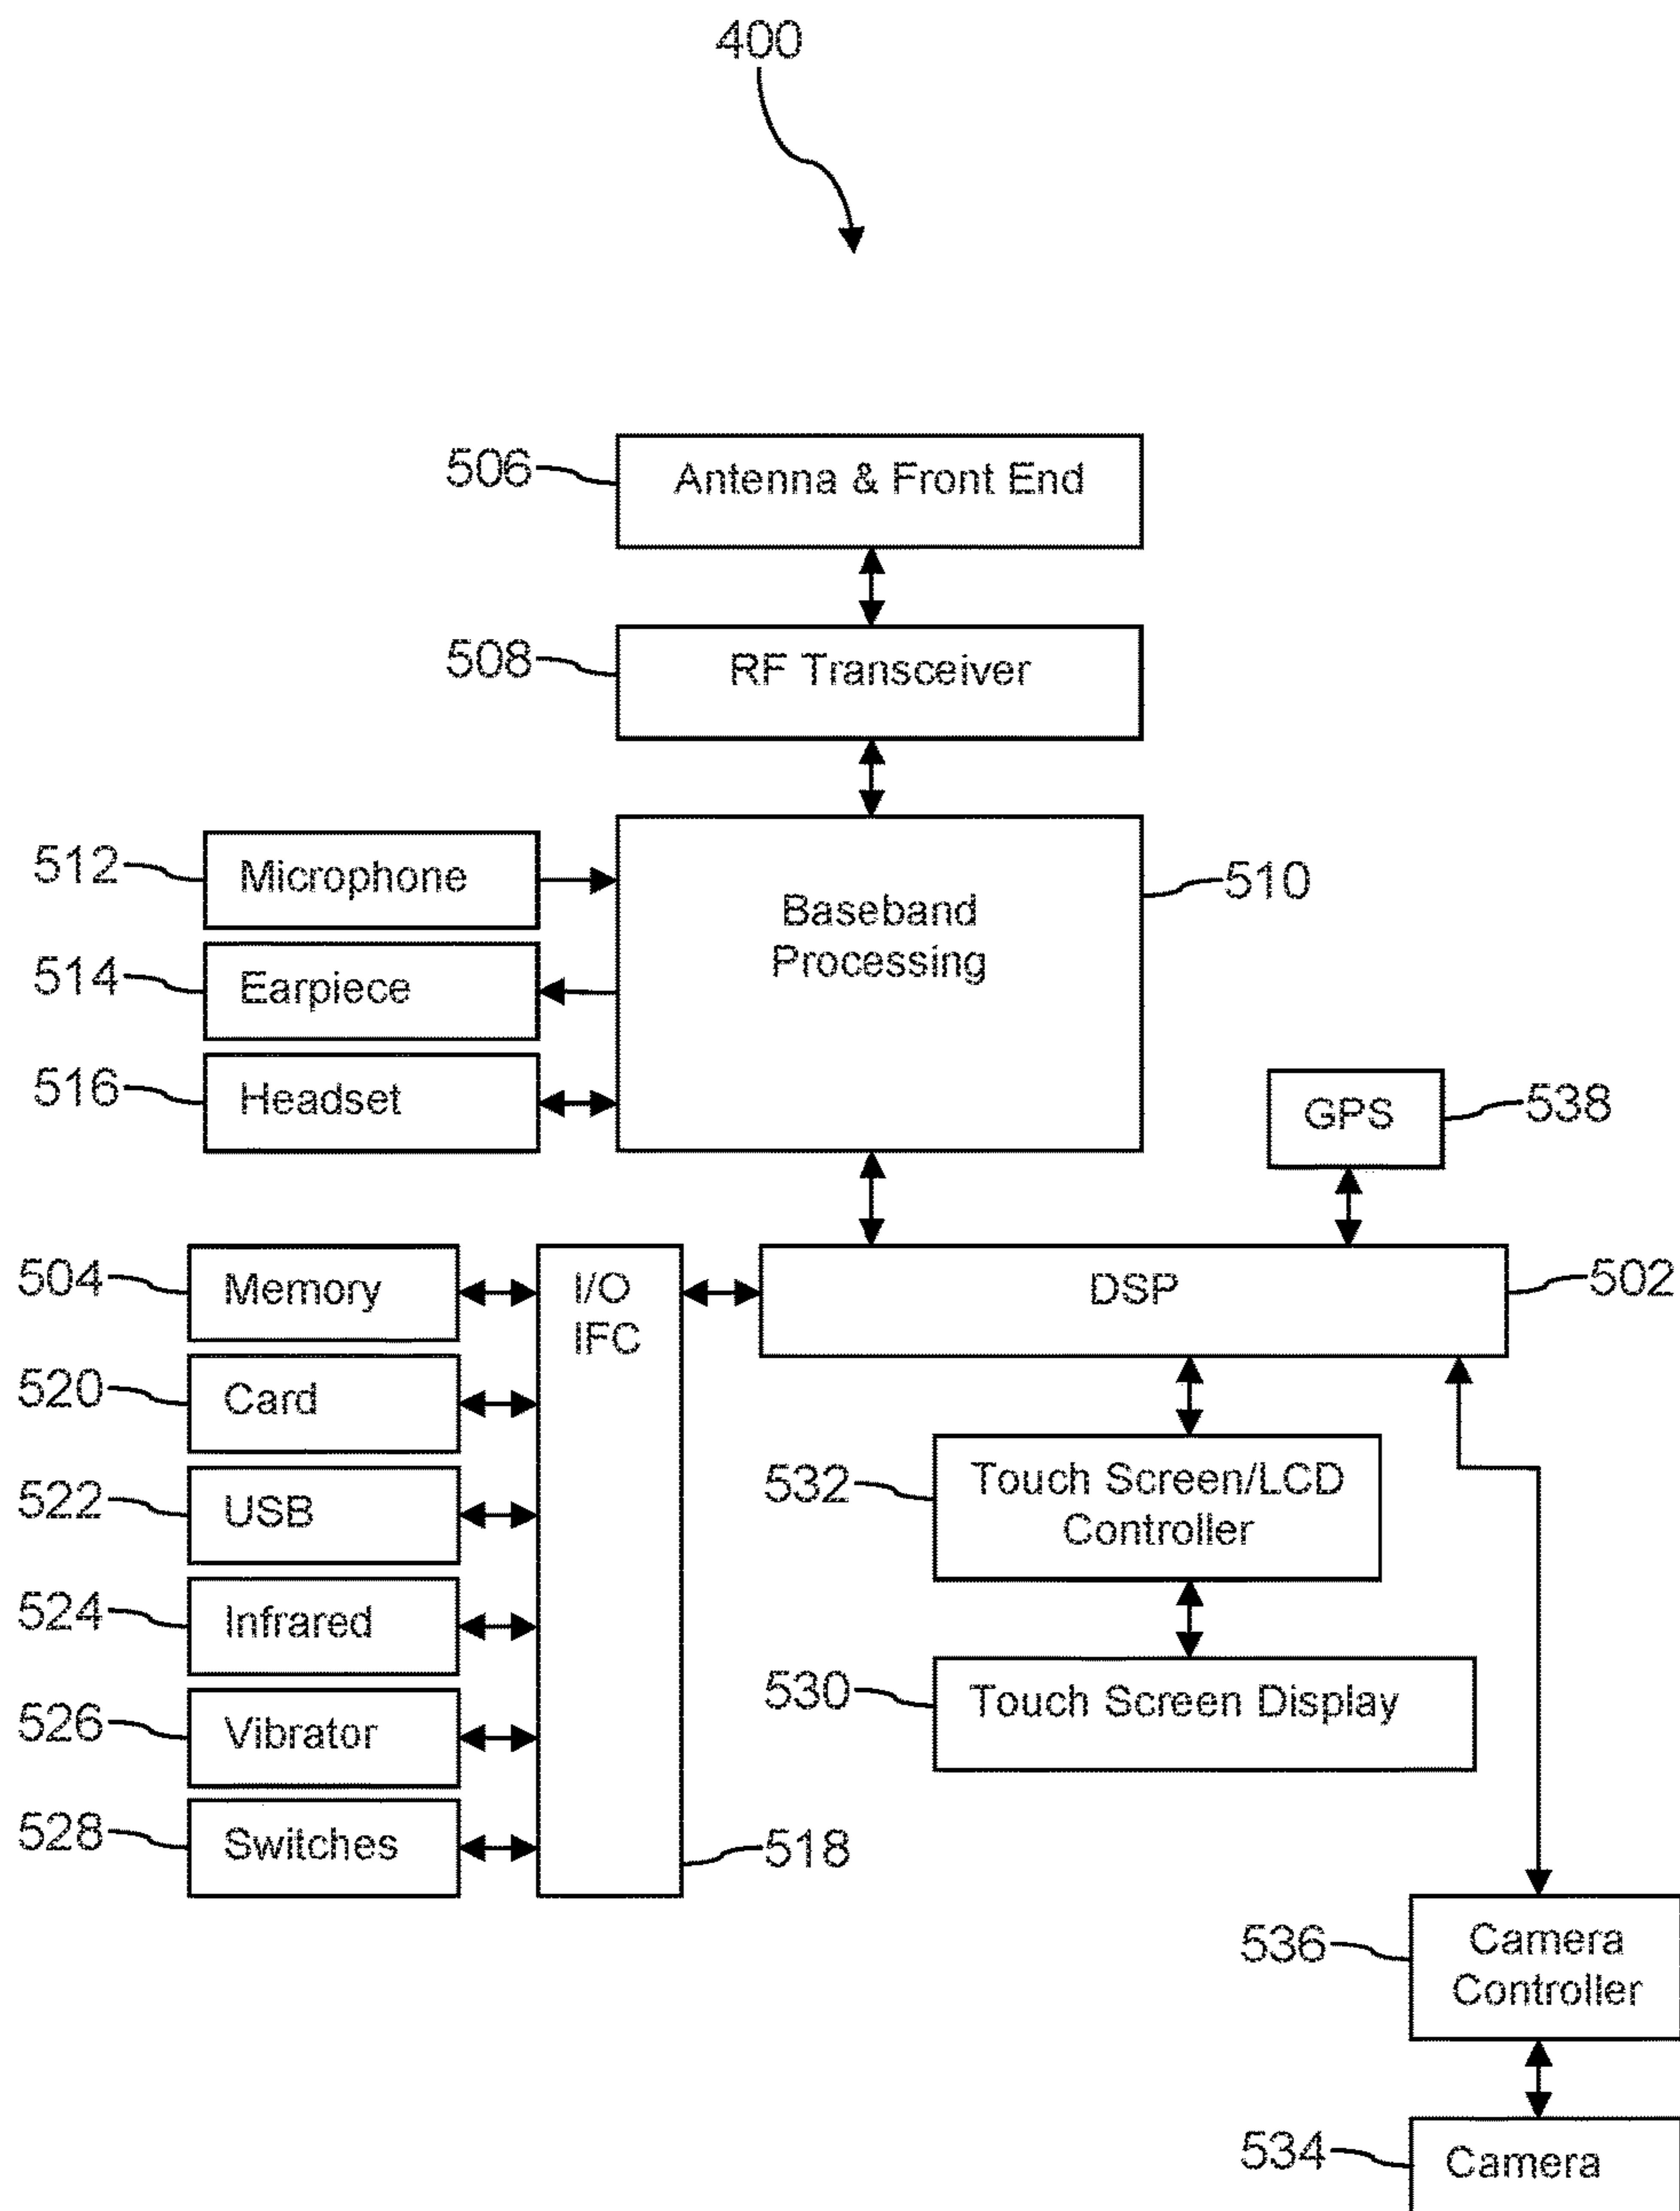 400
506
Antenna & Front End
508
RF Transceiver
512
Microphone
Baseband
Processing
510
514
Earpiece
516
Headset
GPS
538
504
Memory
I/O
IFC
DSP
502
520
Card
522
USB
532
Touch Screen/LCD
Controller
524
Infrared
530
Touch Screen Display
526
Vibrator
528
Switches
518
536
Camera
Controller
534
Camera